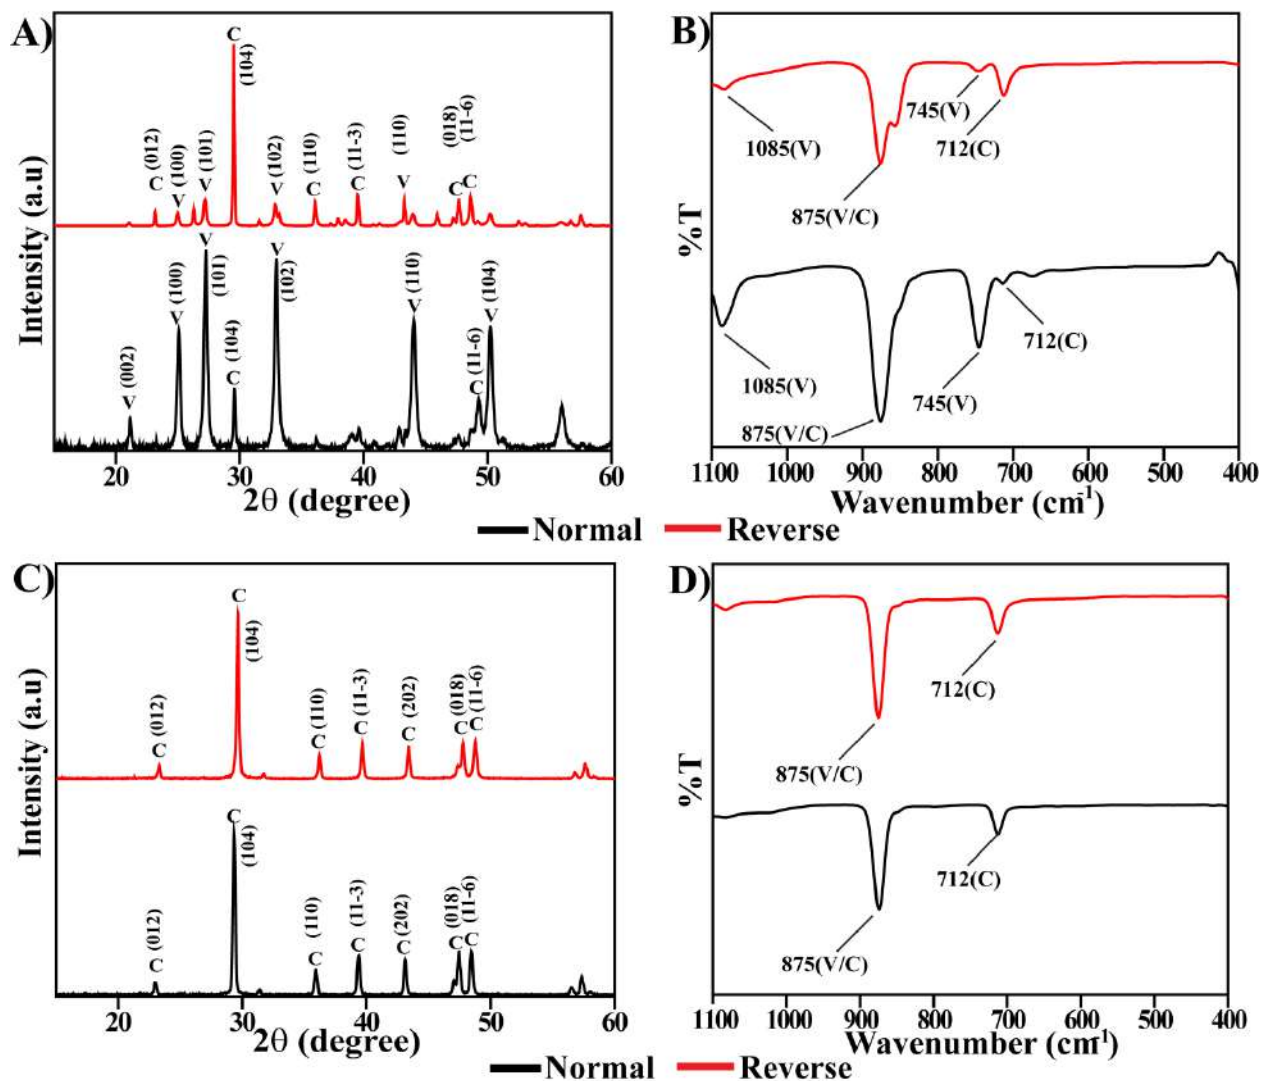 A)
C
(104)
C (012)
V (100)
V (101)
V (102)
C (110)
C (11-3)
V (110)
(018)
C
(11-6)
C
Intensity (a.u)
V (002)
V (100)
V
(101)
C (104)
V
(102)
V (110)
C (11-6)
V (104)
20 30 40 50 60
2θ (degree)
B)
%T
1085(V)
875(V/C)
745(V)
712(C)
1085(V)
875(V/C)
745(V)
712(C)
1100 1000 900 800 700 600 500 400
Wavenumber (cm-1)
Normal Reverse
C)
C
(104)
C (012)
C (110)
C (11-3)
C (202)
C (018)
C (11-6)
Intensity (a.u)
C
(104)
C (012)
C (110)
C (11-3)
C (202)
C (018)
C (11-6)
20 30 40 50 60
2θ (degree)
D)
%T
875(V/C)
712(C)
875(V/C)
712(C)
1100 1000 900 800 700 600 500 400
Wavenumber (cm-1)
Normal Reverse